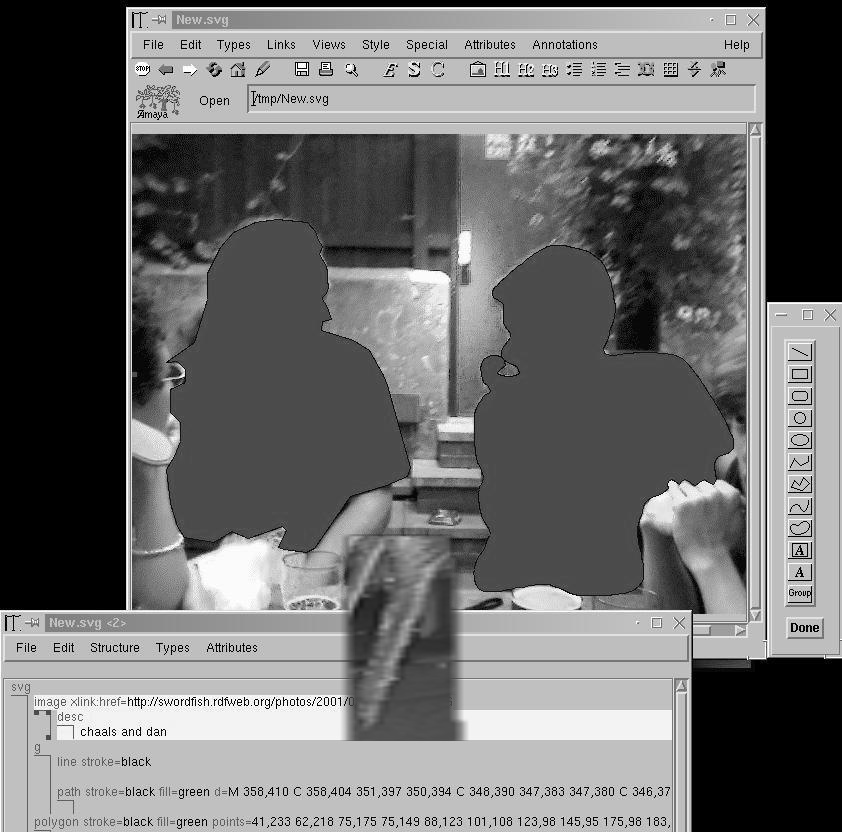 New.svg
File Edit Types Links Views Style Special Attributes Annotations Help
STOP E S C H1 H2 H3
Amaya Open /tmp/New.svg
A
A
Group
Done
New.svg <2>
File Edit Structure Types Attributes
svg
image xlink:href=http://swordfish.rdfweb.org/photos/2001/0
desc
chaals and dan
g
line stroke=black
path stroke=black fill=green d=M 358,410 C 358,404 351,397 350,394 C 348,390 347,383 347,380 C 346,37
polygon stroke=black fill=green points=41,233 62,218 75,175 75,149 88,123 101,108 123,98 145,95 175,98 183,